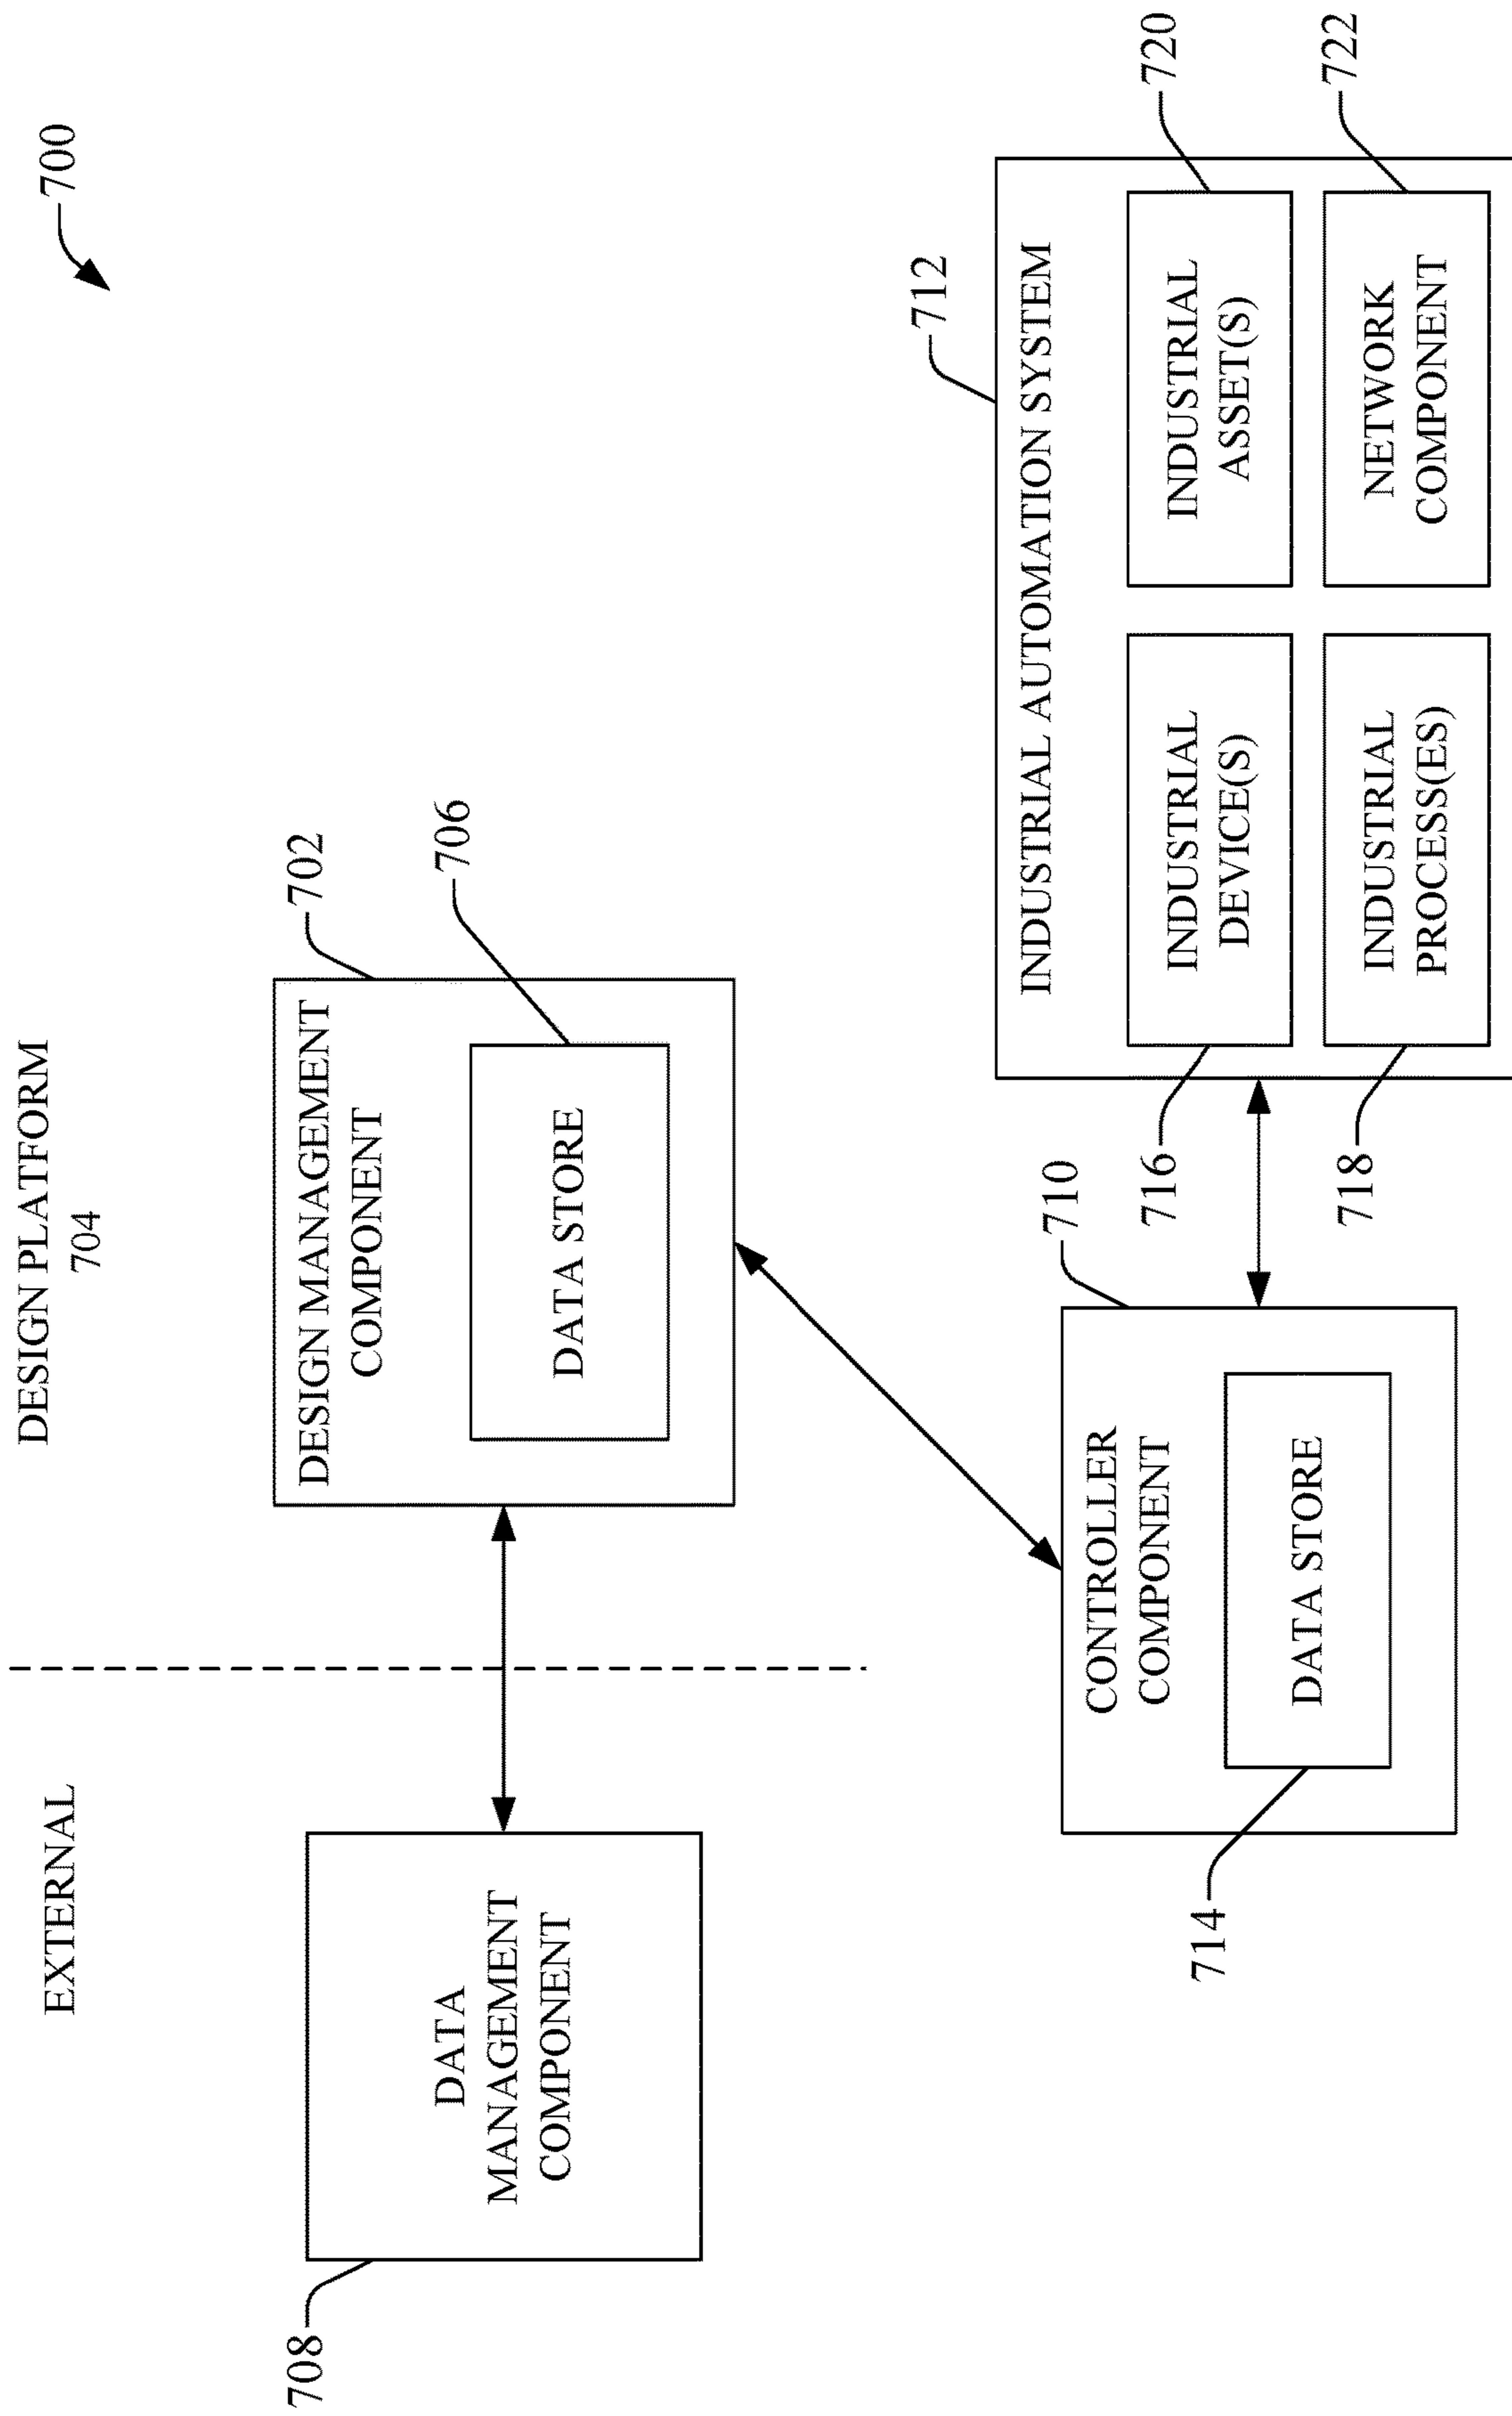 700
EXTERNAL
DESIGN PLATFORM
704
708
DATA
MANAGEMENT
COMPONENT
702
DESIGN MANAGEMENT
COMPONENT
706
DATA STORE
710
CONTROLLER
COMPONENT
DATA STORE
714
712
INDUSTRIAL AUTOMATION SYSTEM
716
INDUSTRIAL
DEVICE(S)
720
INDUSTRIAL
ASSET(S)
718
INDUSTRIAL
PROCESS(ES)
722
NETWORK
COMPONENT